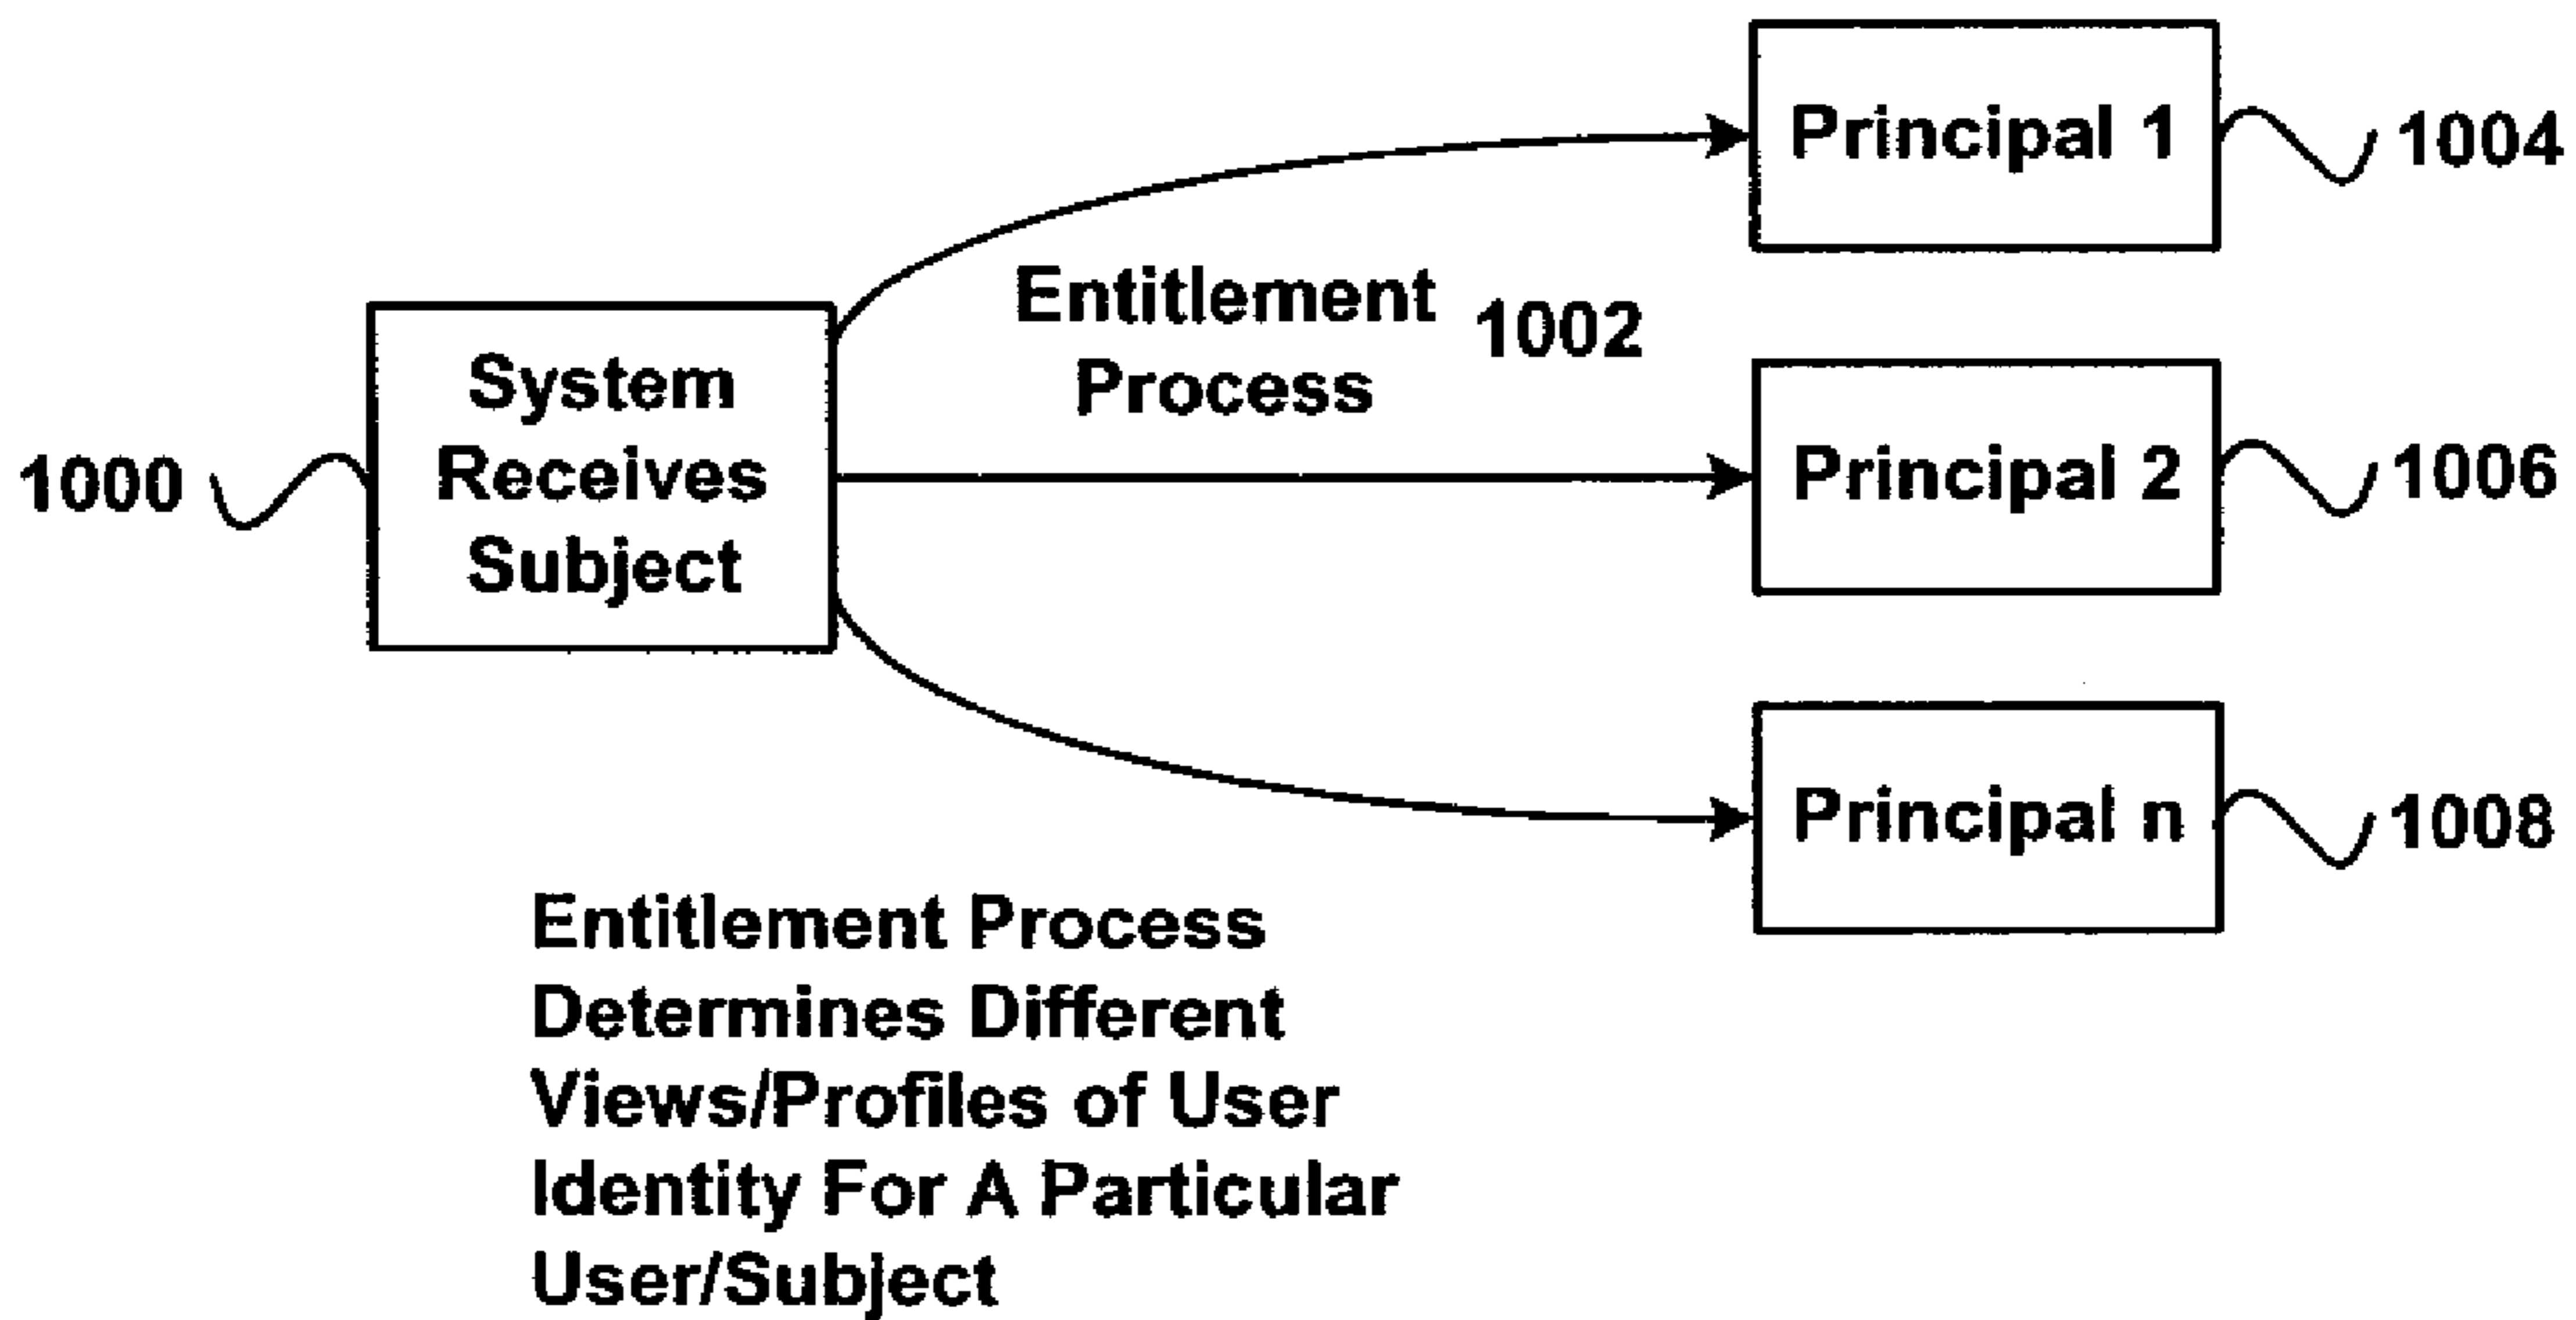 Principal 1
1004
Entitlement
Process
1002
System
Receives
Subject
1000
Principal 2
1006
Principal n
1008
Entitlement Process
Determines Different
Views/Profiles of User
Identity For A Particular
User/Subject